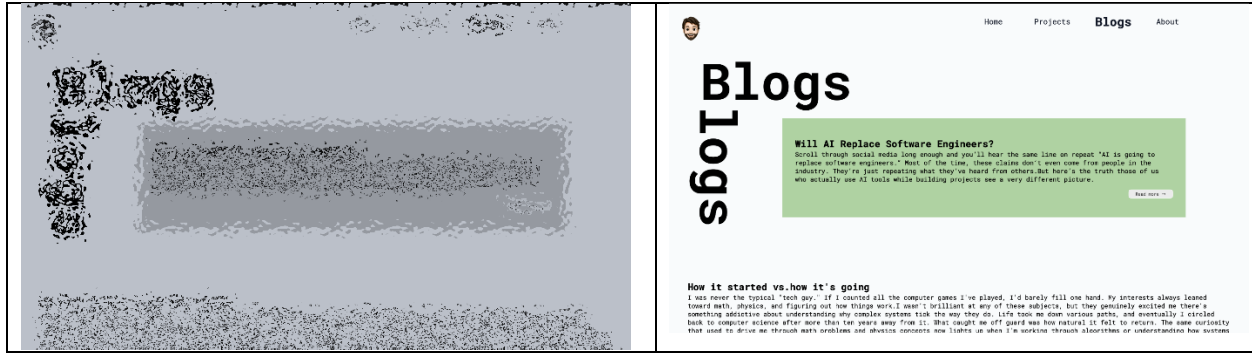 Home Projects Blogs About
Blogs
logs
Will AI Replace Software Engineers?
Scroll through social media long enough and you'll hear the same line on repeat "AI is going to
replace software engineers." Most of the time, these claims don't even come from people in the
industry. They're just repeating what they've heard from others.But here's the truth those of us
who actually use AI tools while building projects see a very different picture.
Read more →
How it started vs.how it's going
I was never the typical "tech guy." If I counted all the computer games I've played, I'd barely fill one hand. My interests always leaned
toward math, physics, and figuring out how things work.I wasn't brilliant at any of these subjects, but they genuinely excited me there's
something addictive about understanding why complex systems tick the way they do. Life took me down various paths, and eventually I circled
back to computer science after more than ten years away from it. What caught me off guard was how natural it felt to return. The same curiosity
that used to drive me through math problems and physics concepts now lights up when I'm working through algorithms or understanding how systems